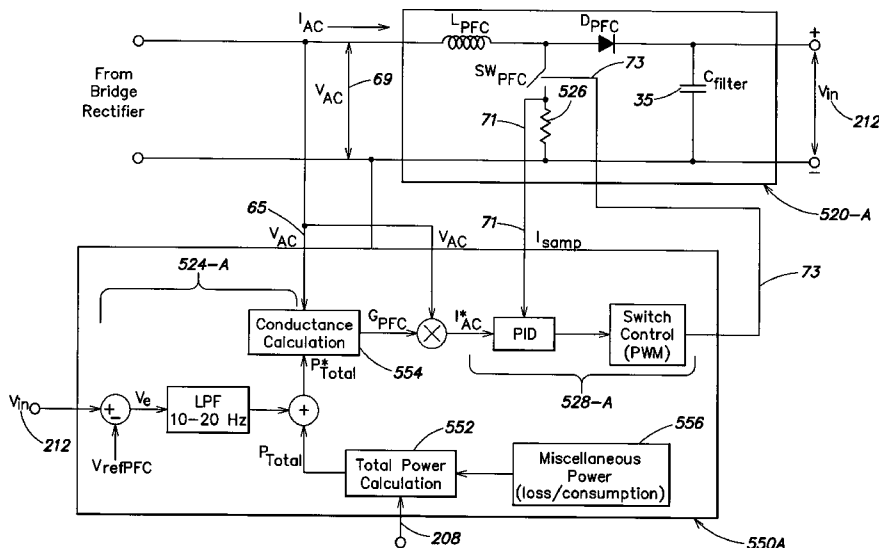 I_AC
L_PFC
D_PFC
+
From
Bridge
Rectifier
V_AC
69
SW_PFC
73
526
71
35
C_filter
V_in
212
–
520-A
65
V_AC
V_AC
71
I_samp
73
524-A
Conductance
Calculation
G_PFC
554
I*_AC
PID
Switch
Control
(PWM)
528-A
P*_Total
V_in
212
+
–
V_e
LPF
10–20 Hz
+
V_refPFC
P_Total
552
Total Power
Calculation
556
Miscellaneous
Power
(loss/consumption)
208
550A